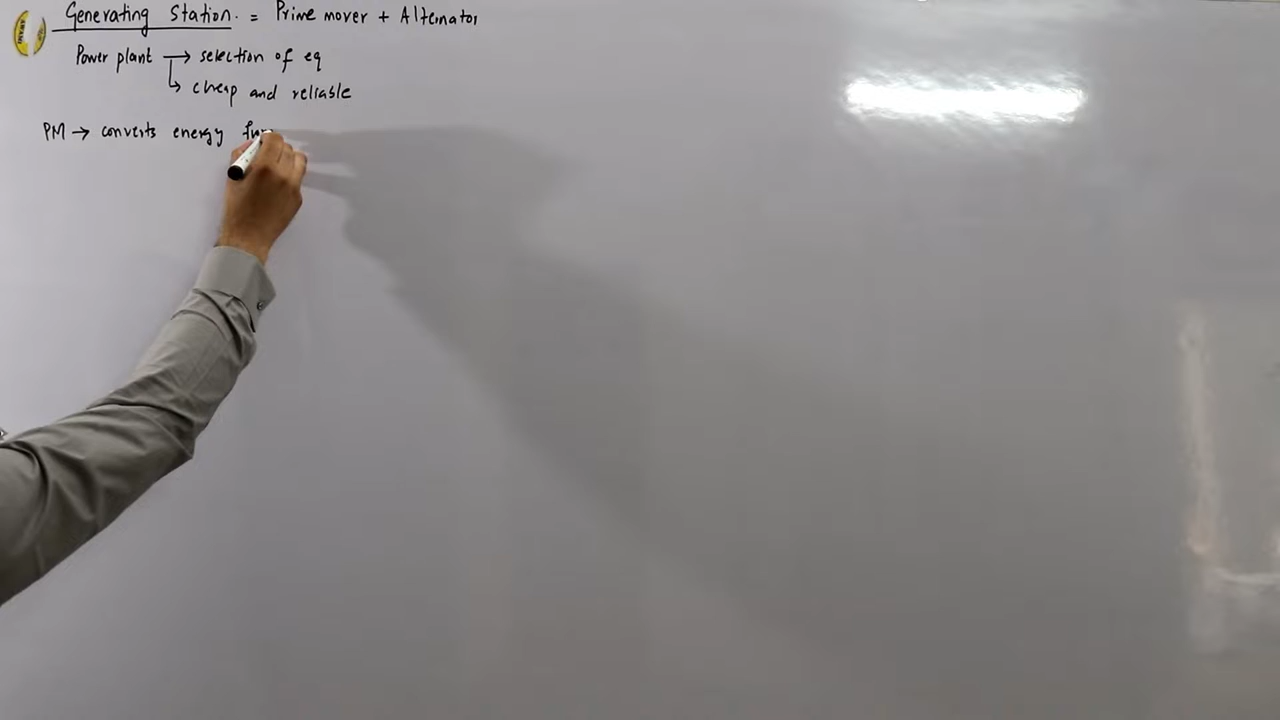 Generating Station. = Prime mover + Alternator
Power plant → selection of eq
↳ cheap and reliable
PM → converts energy